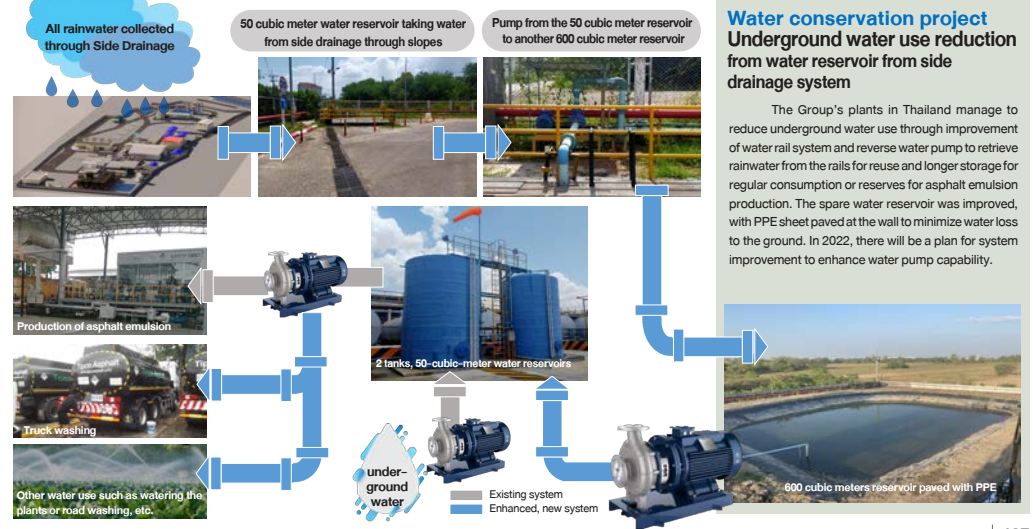 All rainwater collected
through Side Drainage
50 cubic meter water reservoir taking water
from side drainage through slopes
Pump from the 50 cubic meter reservoir
to another 600 cubic meter reservoir
Water conservation project
Underground water use reduction
from water reservoir from side
drainage system
The Group's plants in Thailand manage to
reduce underground water use through improvement
of water rail system and reverse water pump to retrieve
rainwater from the rails for reuse and longer storage for
regular consumption or reserves for asphalt emulsion
production. The spare water reservoir was improved,
with PPE sheet paved at the wall to minimize water loss
to the ground. In 2022, there will be a plan for system
improvement to enhance water pump capability.
Production of asphalt emulsion
2 tanks, 50-cubic-meter water reservoirs
Truck washing
Other water use such as watering the
plants or road washing, etc.
under-
ground
water
Existing system
Enhanced, new system
600 cubic meters reservoir paved with PPE